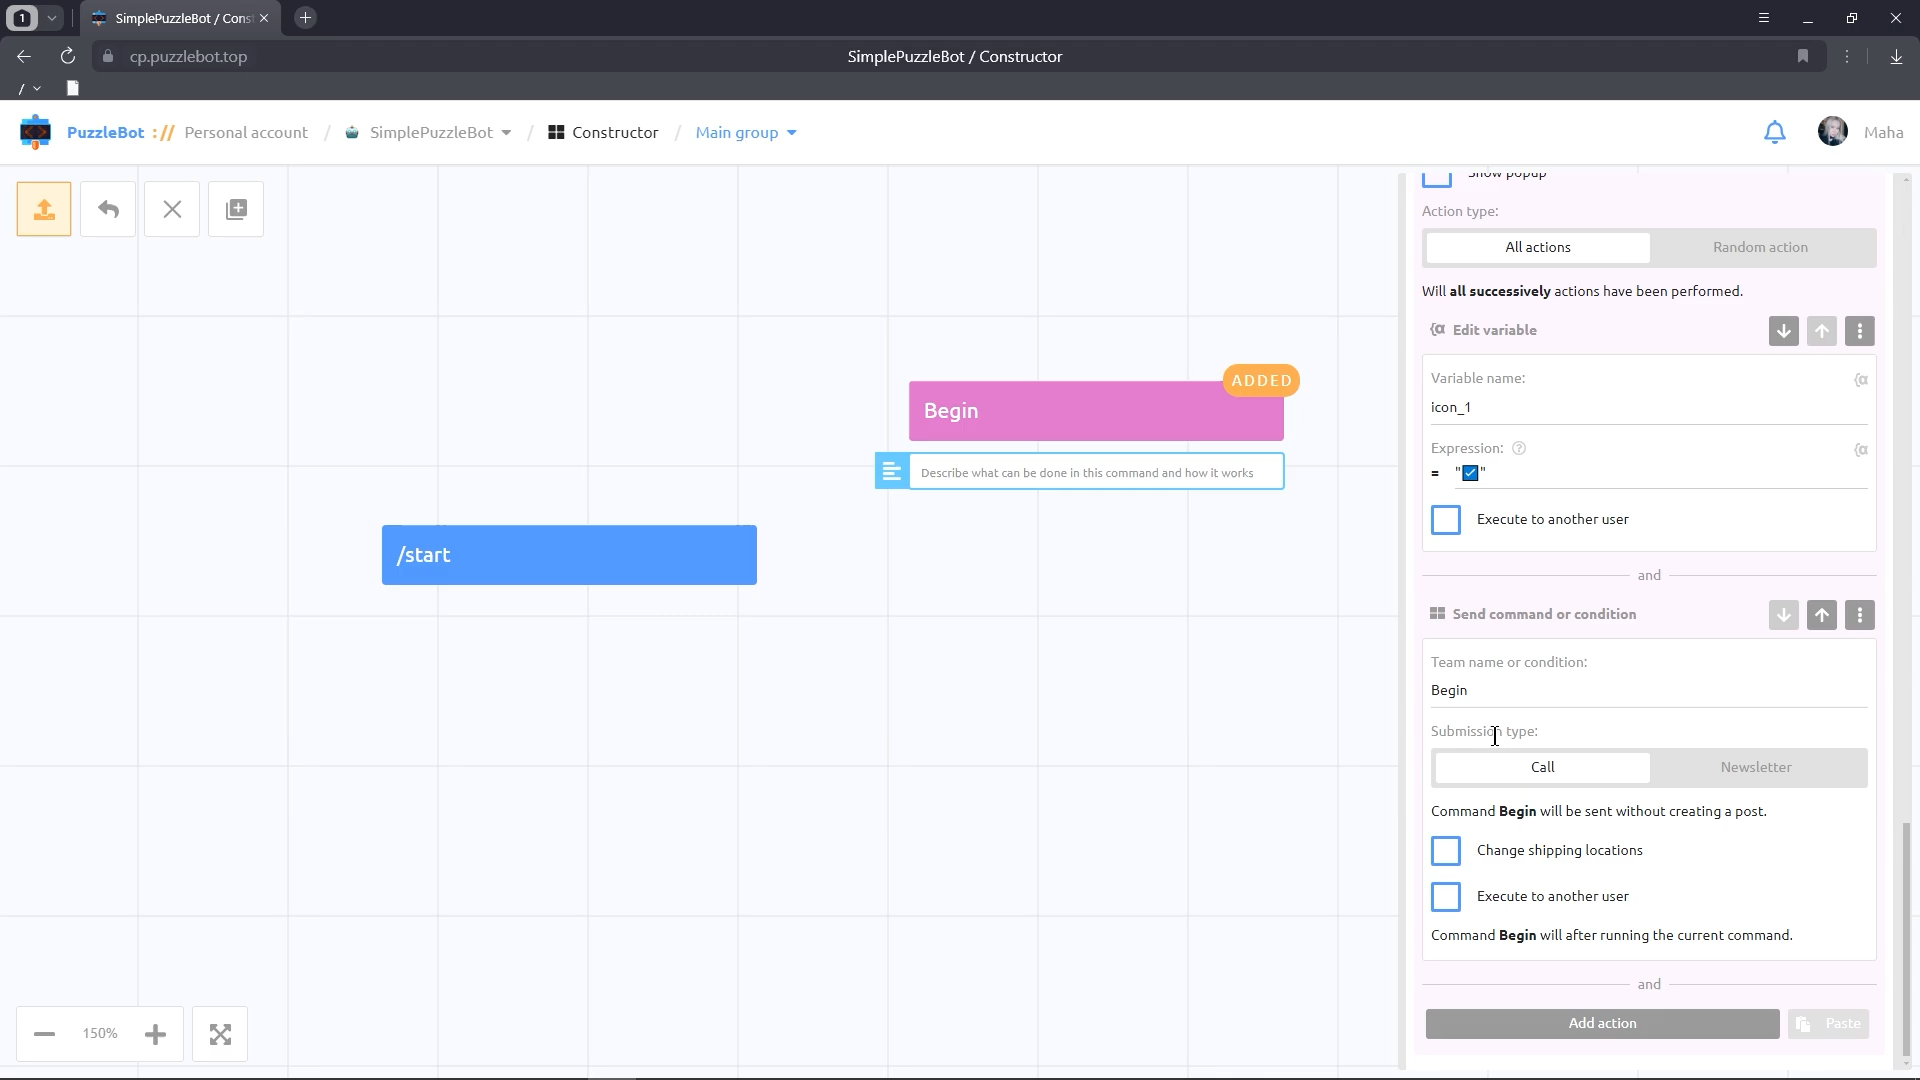 1
SimplePuzzleBot / Const
cp.puzzlebot.top
SimplePuzzleBot / Constructor
/
PuzzleBot :// Personal account / SimplePuzzleBot / Constructor / Main group
Maha
Show popup
Action type:
All actions
Random action
Will all successively actions have been performed.
Edit variable
ADDED
Variable name:
Begin
icon_1
Expression: ?
Describe what can be done in this command and how it works
= "☑"
Execute to another user
/start
and
Send command or condition
Team name or condition:
Begin
Submission type:
Call
Newsletter
Command Begin will be sent without creating a post.
Change shipping locations
Execute to another user
Command Begin will after running the current command.
and
Add action
Paste
150%